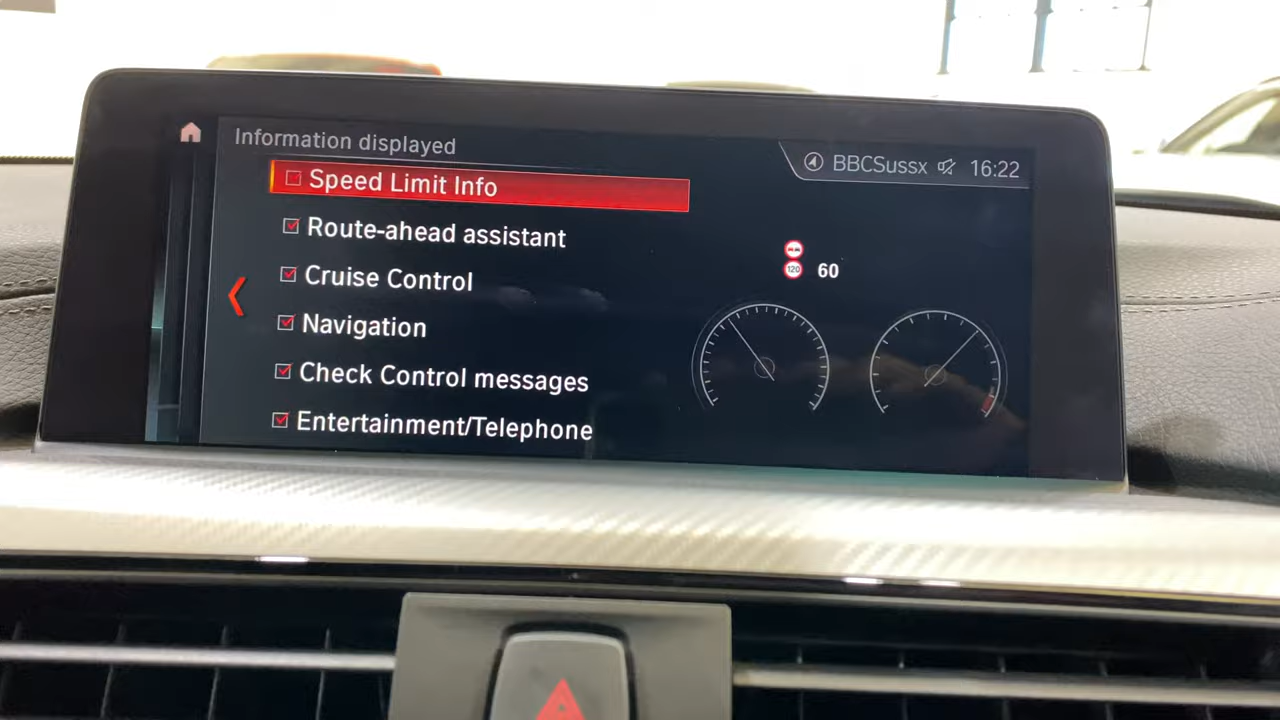 Information displayed
BBCSussx 16:22
Speed Limit Info
Route-ahead assistant
Cruise Control
Navigation
Check Control messages
Entertainment/Telephone
120 60